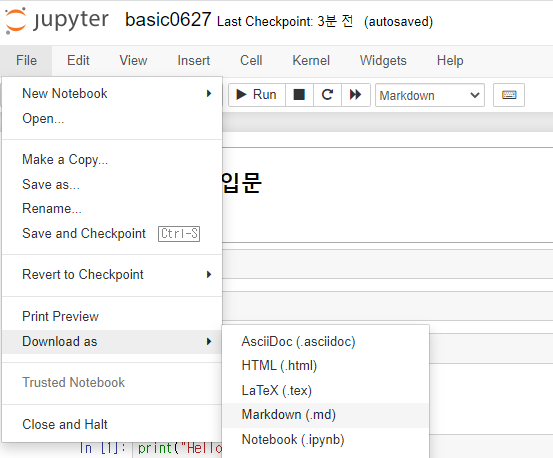 jupyter basic0627 Last Checkpoint: 3분 전 (autosaved)
File Edit View Insert Cell Kernel Widgets Help
New Notebook
Run
Markdown
Open...
Make a Copy...
Save as...
입문
Rename...
Save and Checkpoint Ctrl-S
Revert to Checkpoint
Print Preview
Download as
AsciiDoc (.asciidoc)
HTML (.html)
Trusted Notebook
LaTeX (.tex)
Markdown (.md)
Close and Halt
Notebook (.ipynb)
In [1]: print("Hello